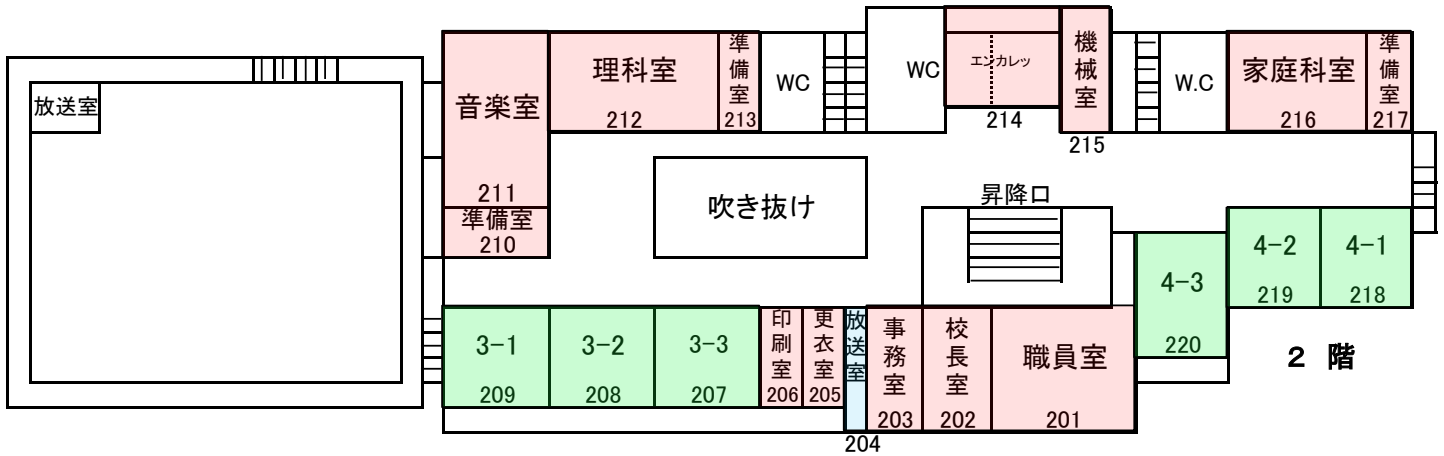 放送室
音楽室
211
準備室
210
理科室
212
準備室
213
WC
WC
エンカレッ
214
機械室
215
W.C
家庭科室
216
準備室
217
吹き抜け
昇降口
3-1
209
3-2
208
3-3
207
印刷室
206
更衣室
205
放送室
204
事務室
203
校長室
202
職員室
201
4-3
220
4-2
219
4-1
218
2 階